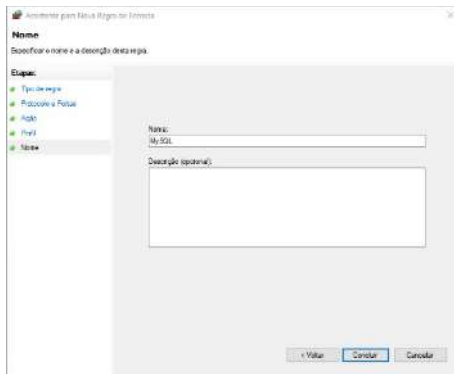 Assistente para Nova Regra de Entrada
Nome
Especificar o nome e a descrição desta regra.
Etapas:
Tipo de regra
Protocolo e Portas
Ação
Perfil
Nome
Nome:
MySQL
Descrição (opcional):
< Voltar
Concluir
Cancelar